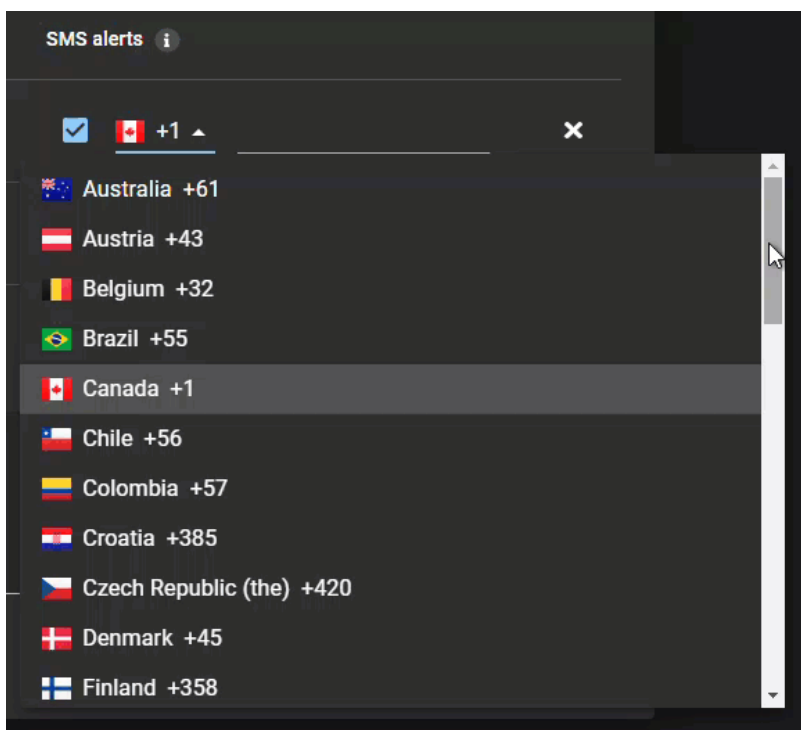 SMS alerts i
+1
Australia +61
Austria +43
Belgium +32
Brazil +55
Canada +1
Chile +56
Colombia +57
Croatia +385
Czech Republic (the) +420
Denmark +45
Finland +358